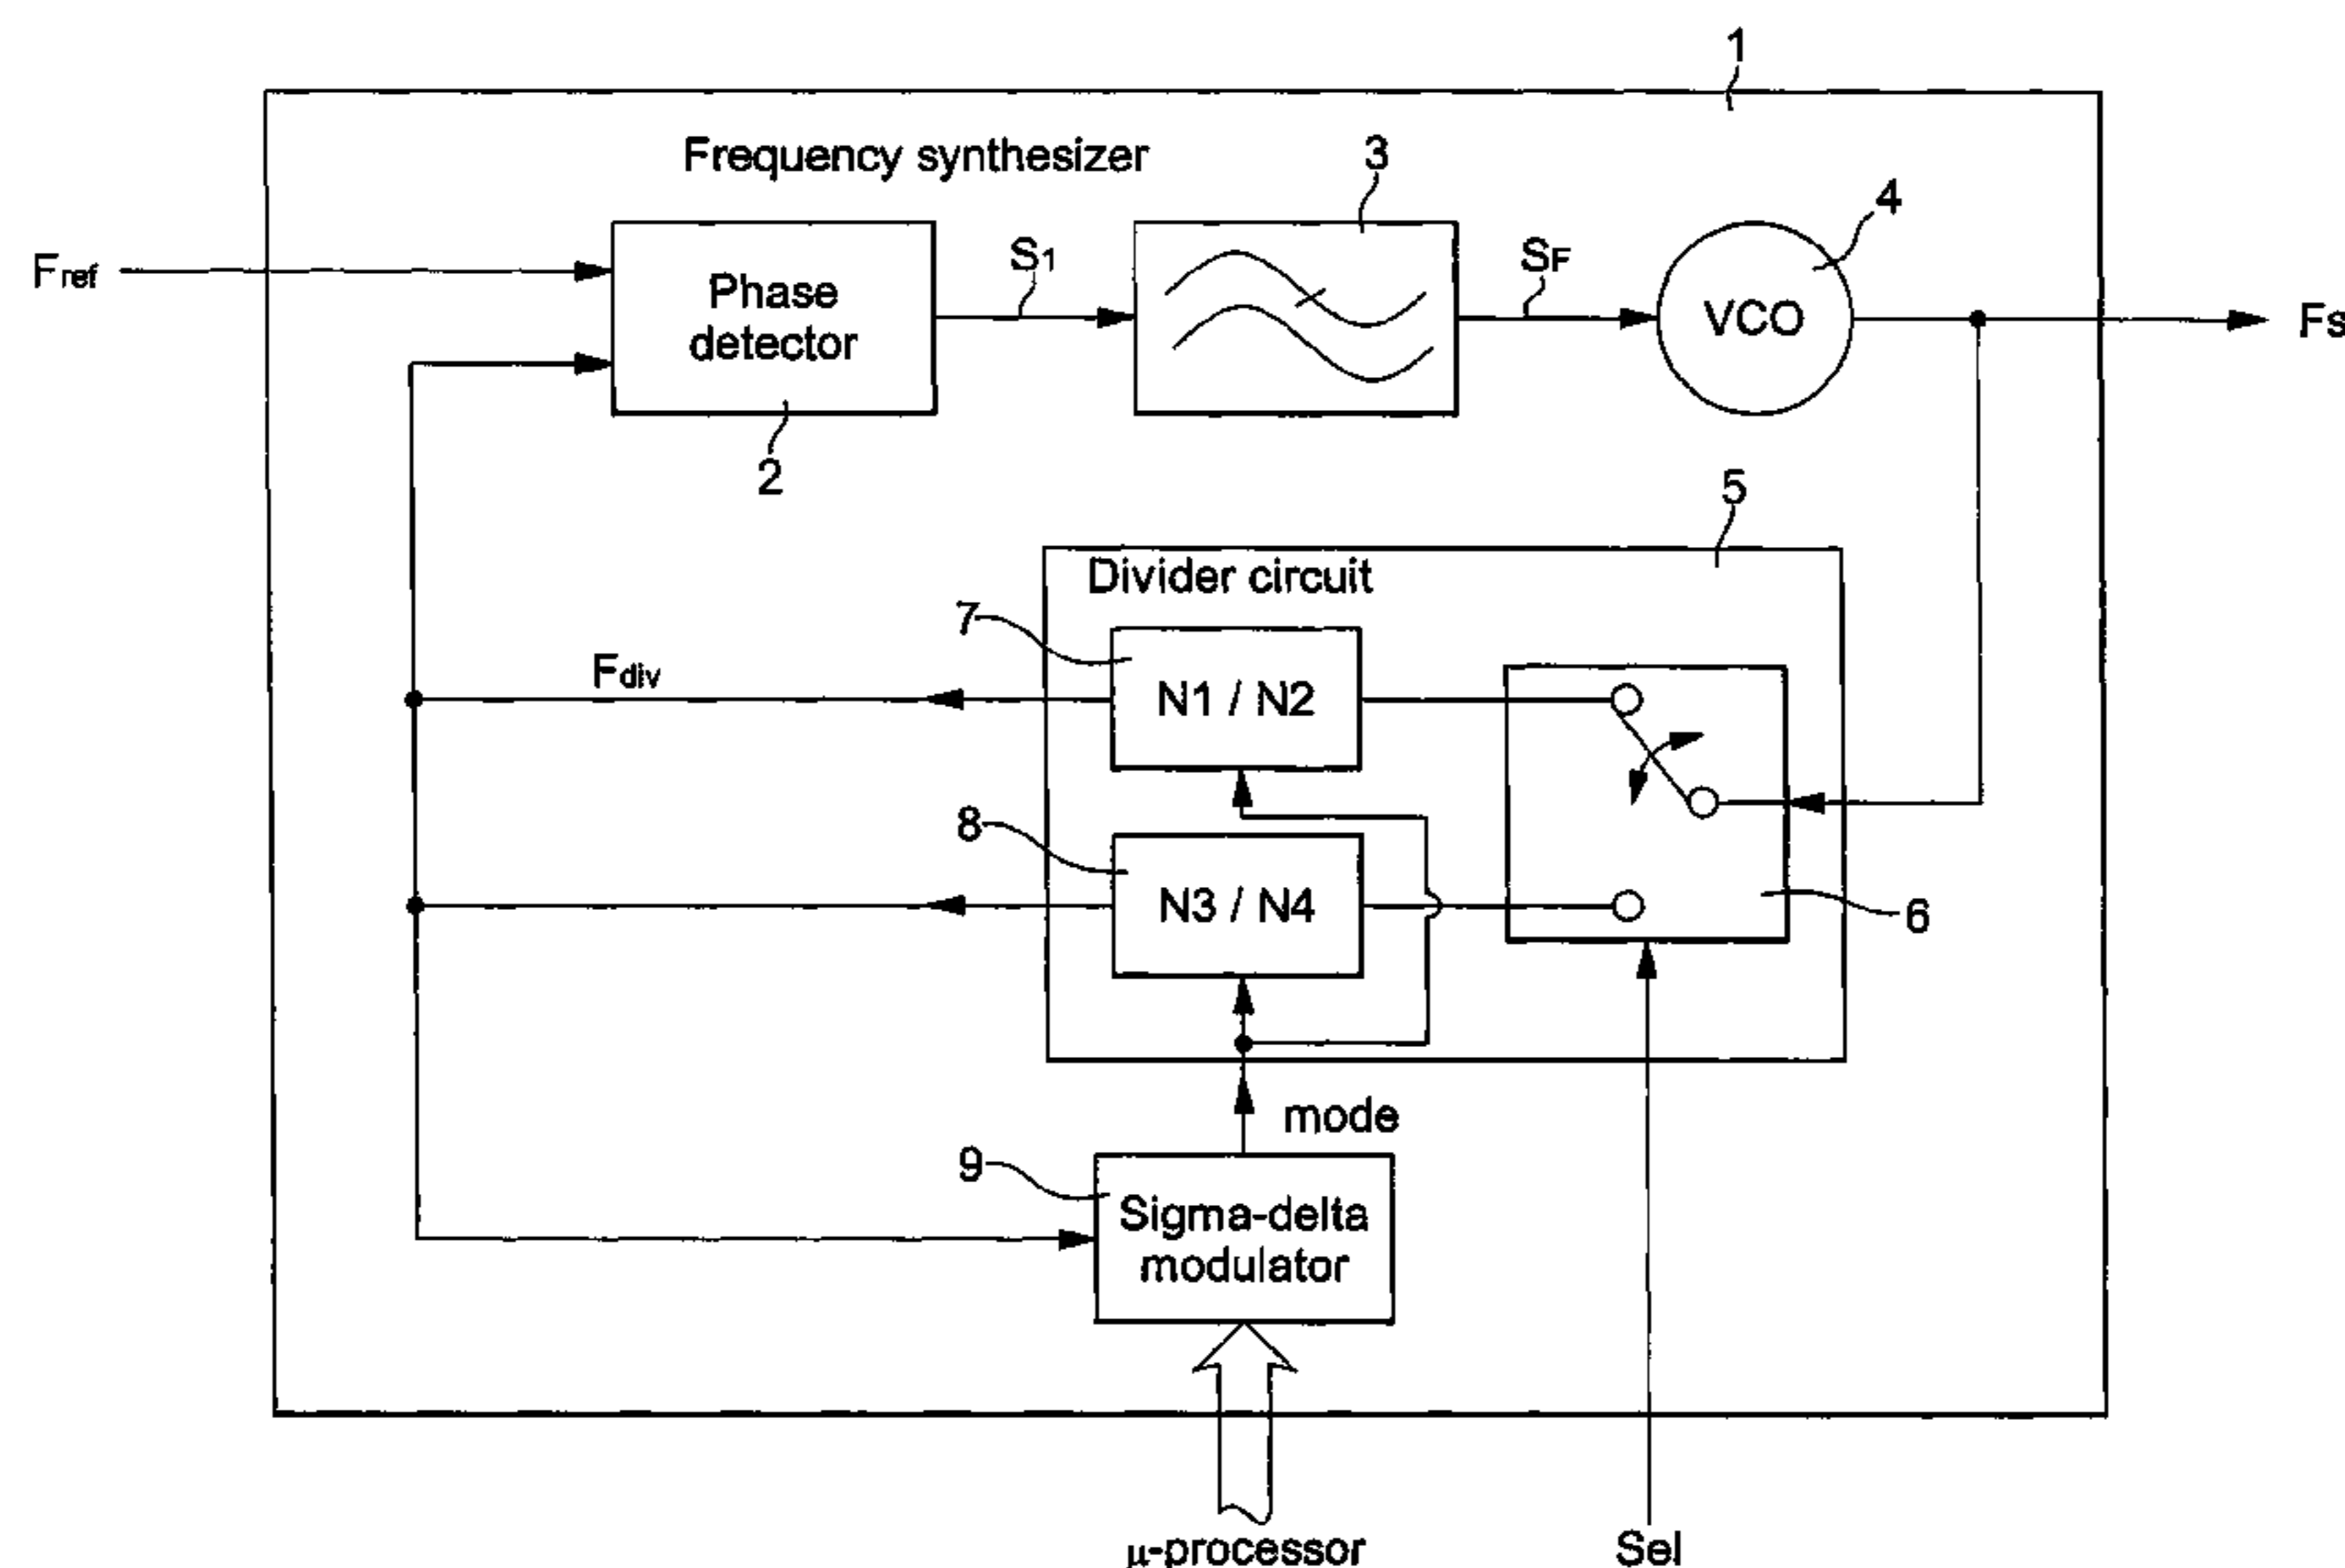 1
Frequency synthesizer
3
4
Fref
Phase
detector
S1
SF
VCO
Fs
2
5
Divider circuit
7
Fdiv
N1 / N2
8
N3 / N4
6
mode
9
Sigma-delta
modulator
μ-processor
Sel